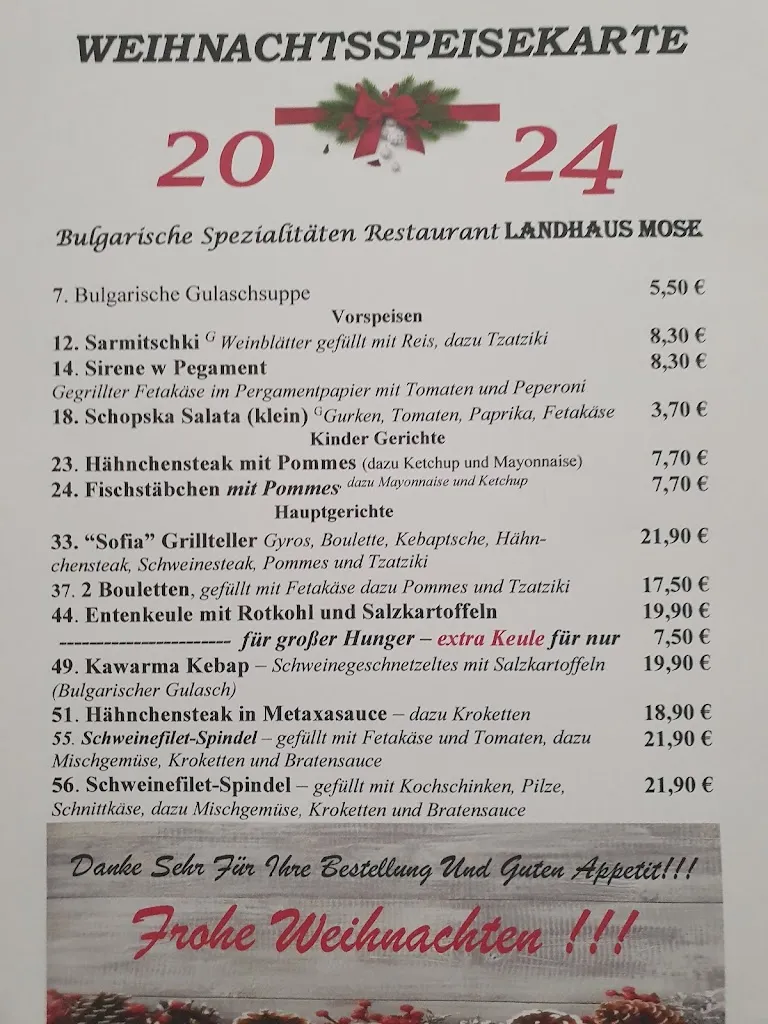 WEIHNACHTSSPEISEKARTE
2024
Bulgarische Spezialitäten Restaurant LANDHAUS MOSE
7. Bulgarische Gulaschsuppe 5,50 €
Vorspeisen
12. Sarmitschki G Weinblätter gefüllt mit Reis, dazu Tzatziki 8,30 €
14. Sirene w Pegament 8,30 €
Gegrillter Fetakäse im Pergamentpapier mit Tomaten und Peperoni
18. Schopska Salata (klein) G Gurken, Tomaten, Paprika, Fetakäse 3,70 €
Kinder Gerichte
23. Hähnchensteak mit Pommes (dazu Ketchup und Mayonnaise) 7,70 €
24. Fischstäbchen mit Pommes dazu Mayonnaise und Ketchup 7,70 €
Hauptgerichte
33. “Sofia” Grillteller Gyros, Boulette, Kebaptsche, Hähn- 21,90 €
chensteak, Schweinesteak, Pommes und Tzatziki
37. 2 Bouletten, gefüllt mit Fetakäse dazu Pommes und Tzatziki 17,50 €
44. Entenkeule mit Rotkohl und Salzkartoffeln 19,90 €
------------------------ für großer Hunger – extra Keule für nur 7,50 €
49. Kawarma Kebap – Schweinegeschnetzeltes mit Salzkartoffeln 19,90 €
(Bulgarischer Gulasch)
51. Hähnchensteak in Metaxasauce – dazu Kroketten 18,90 €
55. Schweinefilet-Spindel – gefüllt mit Fetakäse und Tomaten, dazu 21,90 €
Mischgemüse, Kroketten und Bratensauce
56. Schweinefilet-Spindel – gefüllt mit Kochschinken, Pilze, 21,90 €
Schnittkäse, dazu Mischgemüse, Kroketten und Bratensauce
Danke Sehr Für Ihre Bestellung Und Guten Appetit!!!
Frohe Weihnachten !!!